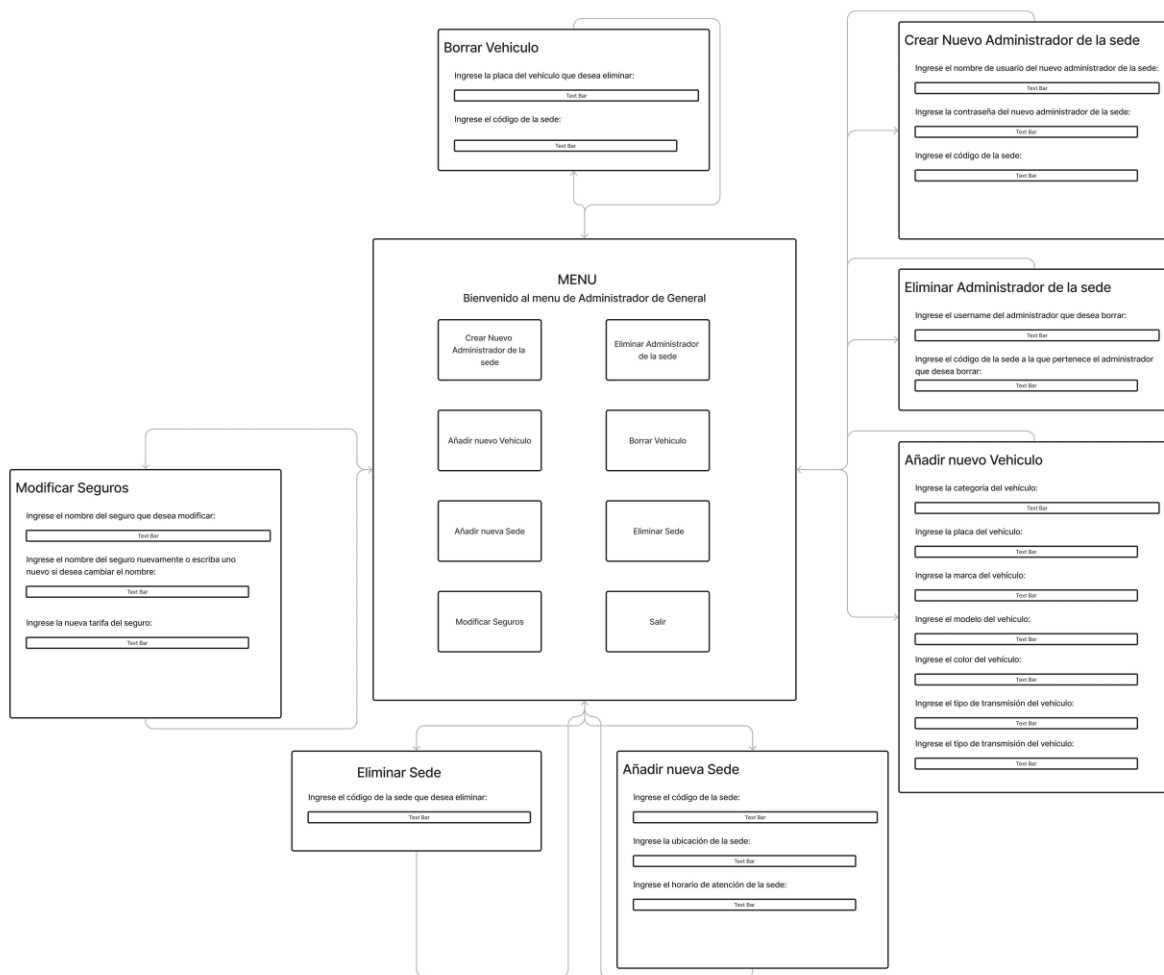 Borrar Vehiculo
Ingrese la placa del vehículo que desea eliminar:
Text Bar
Ingrese el código de la sede:
Text Bar
Crear Nuevo Administrador de la sede
Ingrese el nombre de usuario del nuevo administrador de la sede:
Text Bar
Ingrese la contraseña del nuevo administrador de la sede:
Text Bar
Ingrese el código de la sede:
Text Bar
MENU
Bienvenido al menu de Administrador de General
Crear Nuevo
Administrador de la
sede
Eliminar Administrador
de la sede
Añadir nuevo Vehiculo
Borrar Vehiculo
Añadir nueva Sede
Eliminar Sede
Modificar Seguros
Salir
Eliminar Administrador de la sede
Ingrese el username del administrador que desea borrar:
Text Bar
Ingrese el código de la sede a la que pertenece el administrador
que desea borrar:
Text Bar
Modificar Seguros
Ingrese el nombre del seguro que desea modificar:
Text Bar
Ingrese el nombre del seguro nuevamente o escriba uno
nuevo si desea cambiar el nombre:
Text Bar
Ingrese la nueva tarifa del seguro:
Text Bar
Añadir nuevo Vehiculo
Ingrese la categoría del vehículo:
Text Bar
Ingrese la placa del vehículo:
Text Bar
Ingrese la marca del vehículo:
Text Bar
Ingrese el modelo del vehículo:
Text Bar
Ingrese el color del vehículo:
Text Bar
Ingrese el tipo de transmisión del vehículo:
Text Bar
Ingrese el tipo de transmisión del vehículo:
Text Bar
Eliminar Sede
Ingrese el código de la sede que desea eliminar:
Text Bar
Añadir nueva Sede
Ingrese el código de la sede:
Text Bar
Ingrese la ubicación de la sede:
Text Bar
Ingrese el horario de atención de la sede:
Text Bar